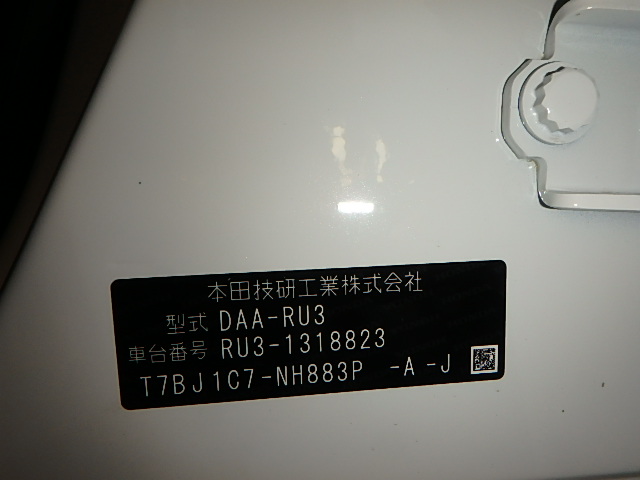 本田技研工業株式会社
型式 DAA-RU3
車台番号 RU3-1318823
T7BJ1C7-NH883P -A -J